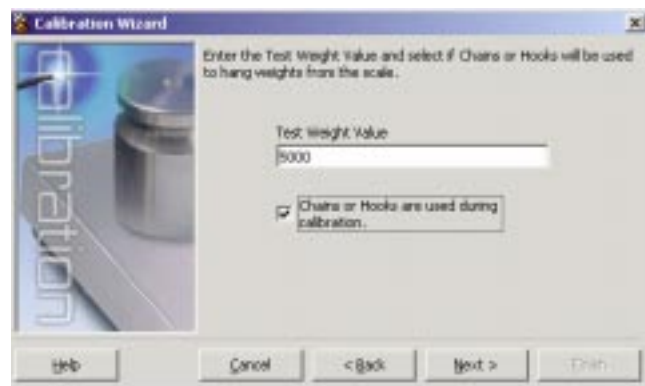 Calibration Wizard
Enter the Test Weight Value and select if Chains or Hooks will be used
to hang weights from the scale.
calibration
Test Weight Value
5000
Chains or Hooks are used during
calibration.
Help
Cancel
< Back
Next >
Finish